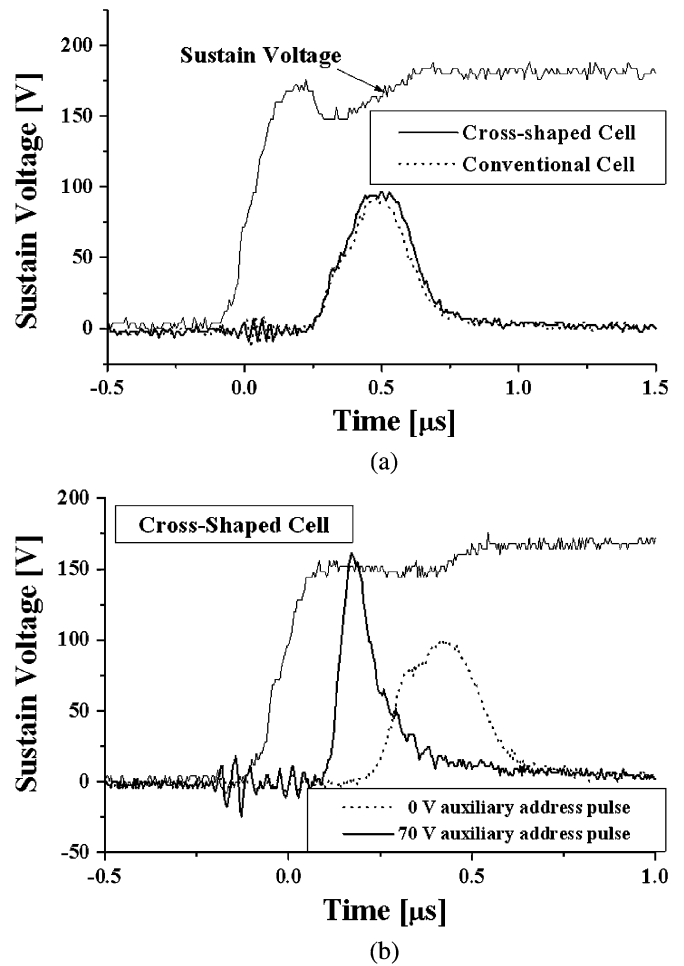 200
Sustain Voltage
150
Cross-shaped Cell
Conventional Cell
100
50
0
Sustain Voltage [V]
-0.5 0.0 0.5 1.0 1.5
Time [μs]
(a)
200
Cross-Shaped Cell
150
100
50
0
0 V auxiliary address pulse
70 V auxiliary address pulse
-50
Sustain Voltage [V]
-0.5 0.0 0.5 1.0
Time [μs]
(b)